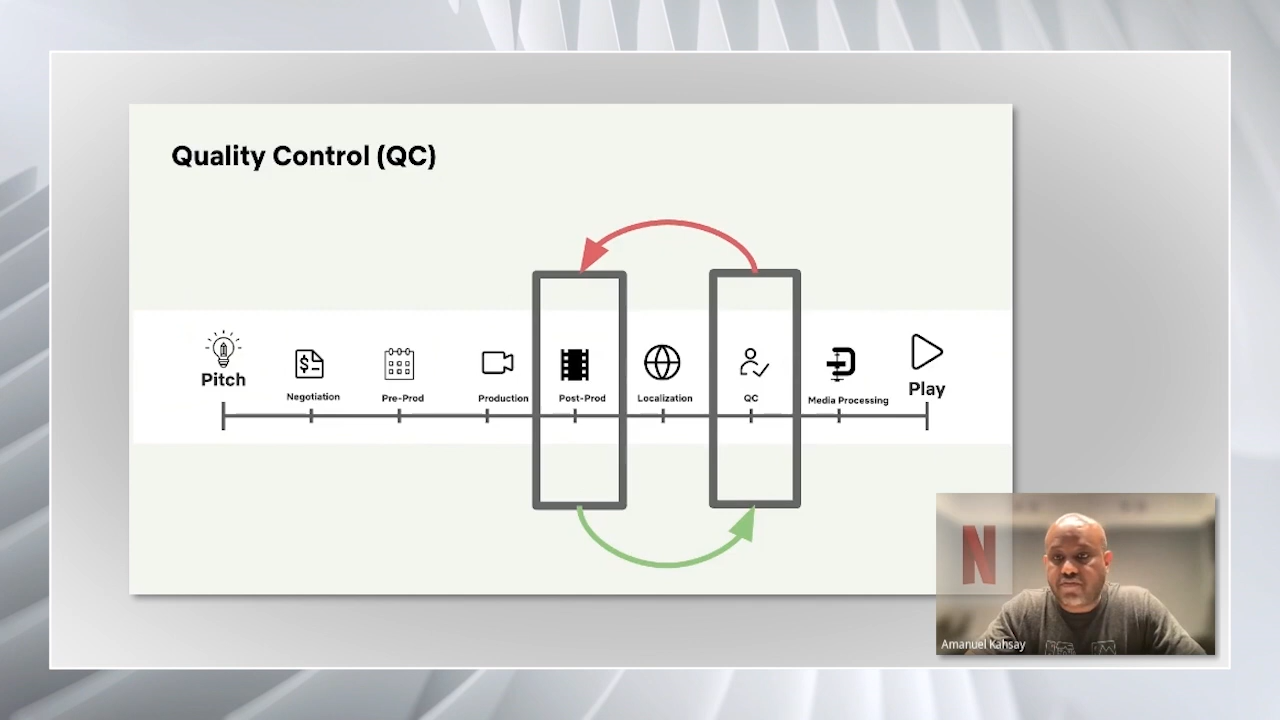 Quality Control (QC)
Pitch
Negotiation
Pre-Prod
Production
Post-Prod
Localization
QC
Media Processing
Play
N
Amanuel Kahsay